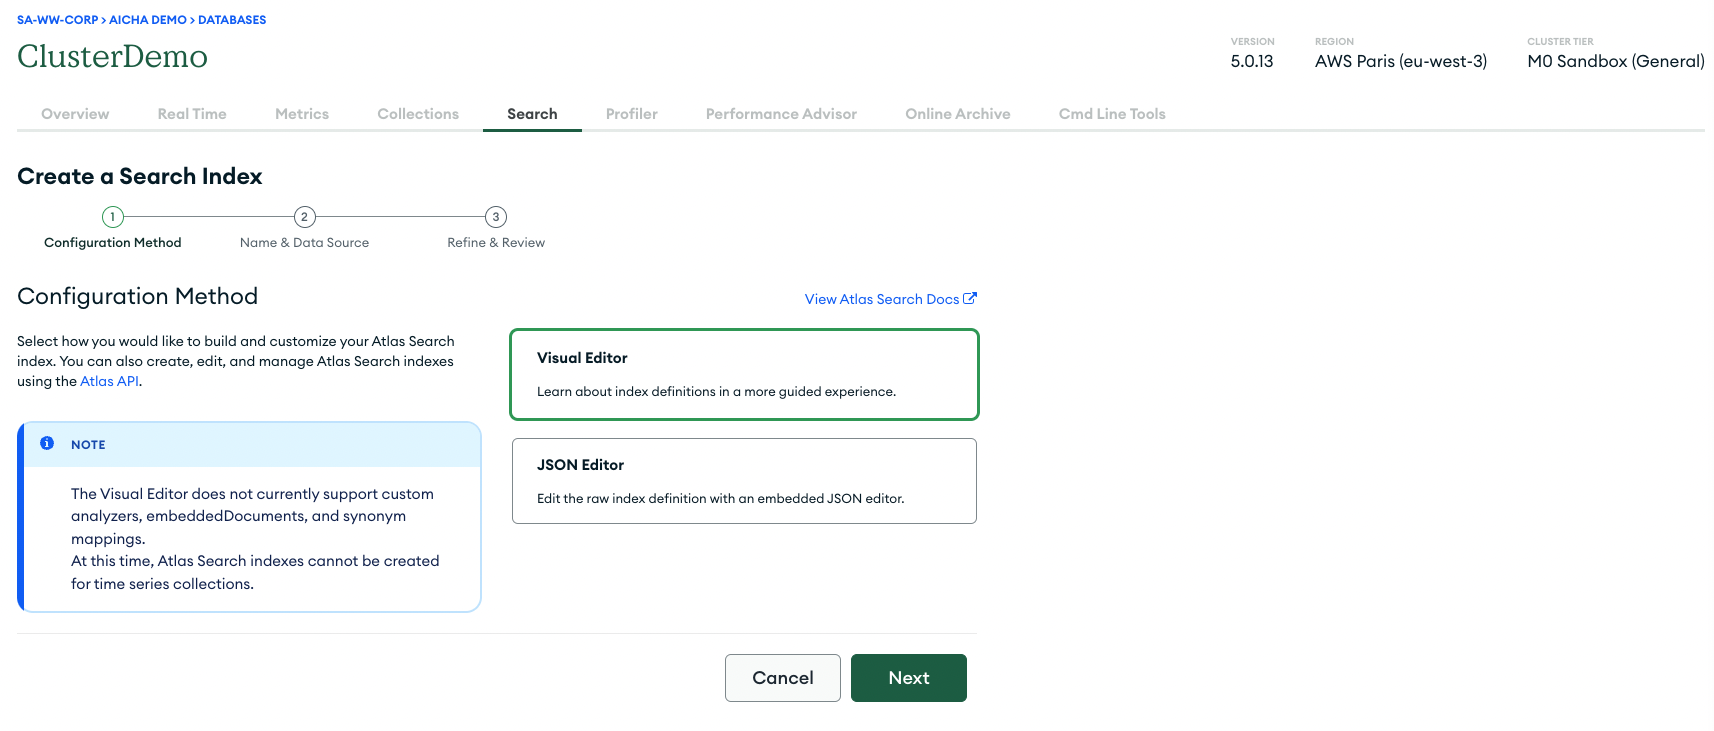 SA-WW-CORP > AICHA DEMO > DATABASES
ClusterDemo
VERSION
5.0.13
REGION
AWS Paris (eu-west-3)
CLUSTER TIER
M0 Sandbox (General)
Overview Real Time Metrics Collections Search Profiler Performance Advisor Online Archive Cmd Line Tools
Create a Search Index
1 2 3
Configuration Method Name & Data Source Refine & Review
Configuration Method
View Atlas Search Docs
Select how you would like to build and customize your Atlas Search
index. You can also create, edit, and manage Atlas Search indexes
using the Atlas API.
NOTE
The Visual Editor does not currently support custom
analyzers, embeddedDocuments, and synonym
mappings.
At this time, Atlas Search indexes cannot be created
for time series collections.
Visual Editor
Learn about index definitions in a more guided experience.
JSON Editor
Edit the raw index definition with an embedded JSON editor.
Cancel Next